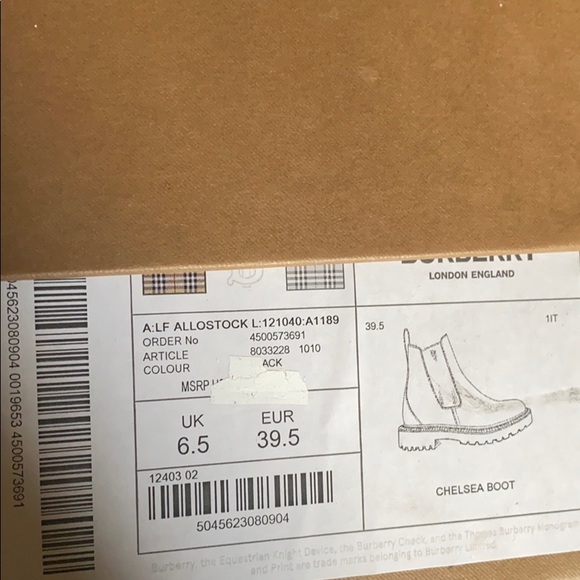 BURBERRY
LONDON ENGLAND
A:LF ALLOSTOCK L:121040:A1189
ORDER No 4500573691
ARTICLE 8033228 1010
COLOUR ACK
MSRP
UK EUR
6.5 39.5
12403 02
5045623080904
39.5 1IT
CHELSEA BOOT
Burberry, the Equestrian Knight Device, the Burberry Check, and the Thomas Burberry Monogram
and Print are trade marks belonging to Burberry Limited.
45623080904 0019653 4500573691